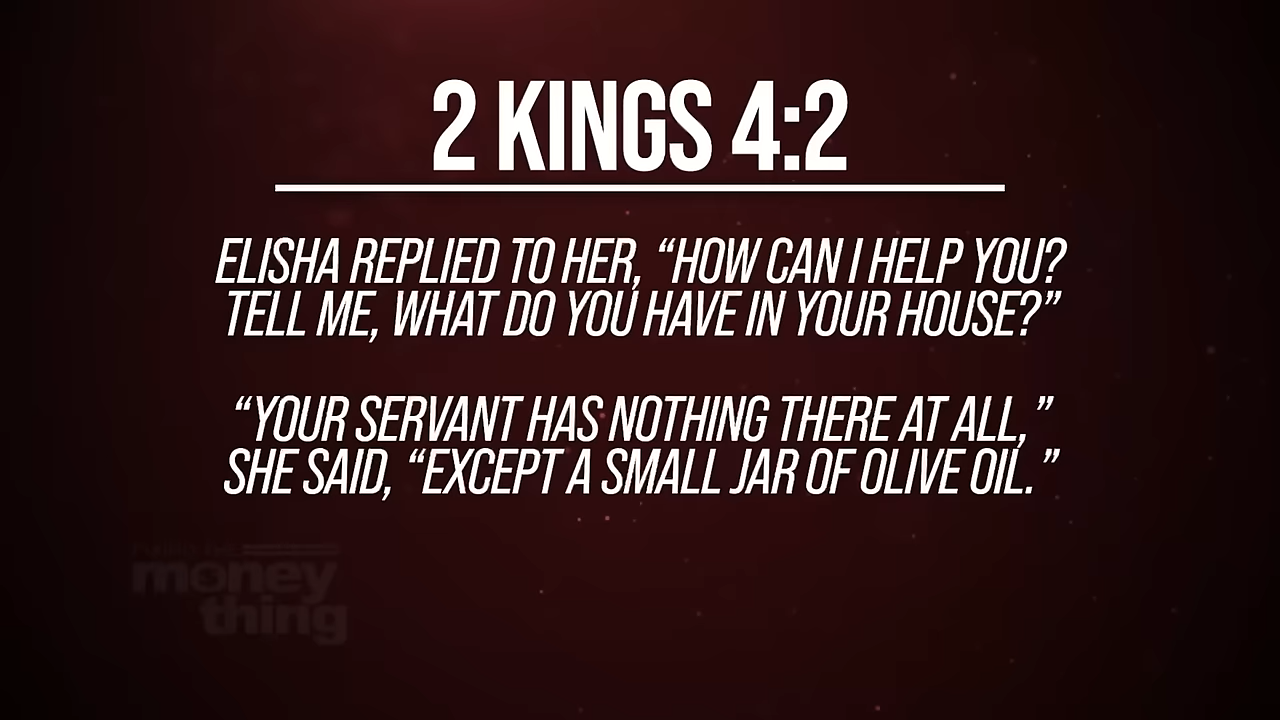 2 KINGS 4:2
ELISHA REPLIED TO HER, “HOW CAN I HELP YOU?
TELL ME, WHAT DO YOU HAVE IN YOUR HOUSE?”
“YOUR SERVANT HAS NOTHING THERE AT ALL,”
SHE SAID, “EXCEPT A SMALL JAR OF OLIVE OIL.”
money
thing